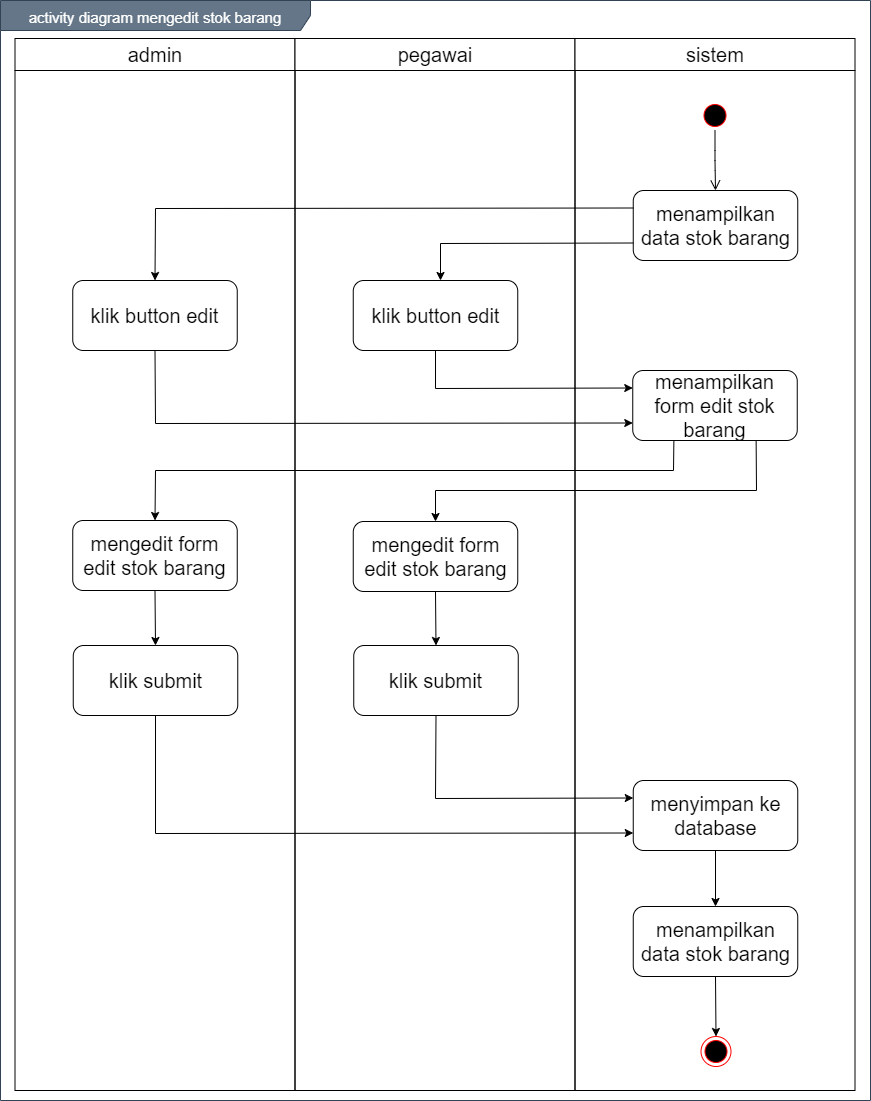 activity diagram mengedit stok barang
admin
pegawai
sistem
menampilkan
data stok barang
klik button edit
klik button edit
menampilkan
form edit stok
barang
mengedit form
edit stok barang
mengedit form
edit stok barang
klik submit
klik submit
menyimpan ke
database
menampilkan
data stok barang